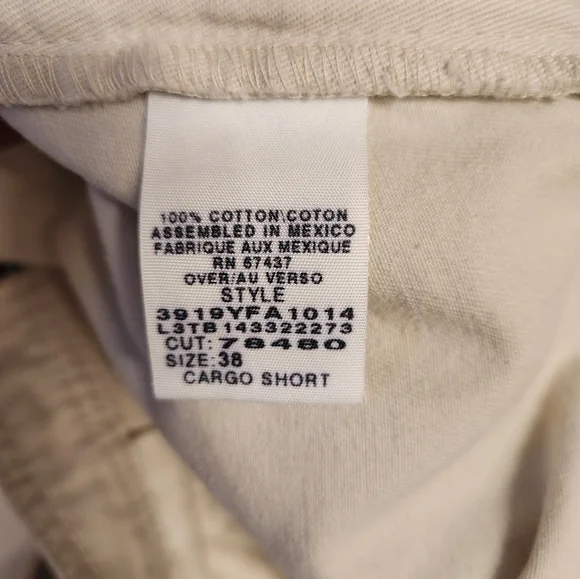 100% COTTON\COTON
ASSEMBLED IN MEXICO
FABRIQUE AUX MEXIQUE
RN 67437
OVER/AU VERSO
STYLE
3919YFA1014
L3TB143322273
CUT: 78480
SIZE:38
CARGO SHORT